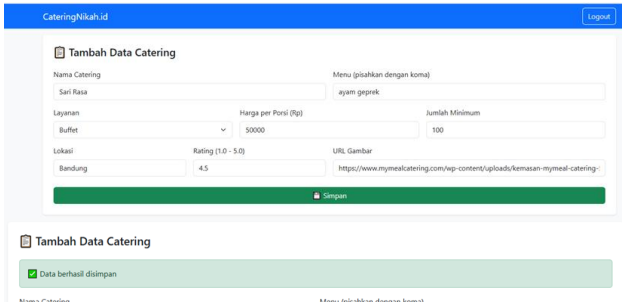 CateringNikah.id Logout
Tambah Data Catering
Nama Catering Menu (pisahkan dengan koma)
Sari Rasa ayam geprek
Layanan Harga per Porsi (Rp) Jumlah Minimum
Buffet 50000 100
Lokasi Rating (1.0 - 5.0) URL Gambar
Bandung 4.5 https://www.mymealcatering.com/wp-content/uploads/kemasan-mymeal-catering-
Simpan
Tambah Data Catering
Data berhasil disimpan
Nama Catering Menu (pisahkan dengan koma)